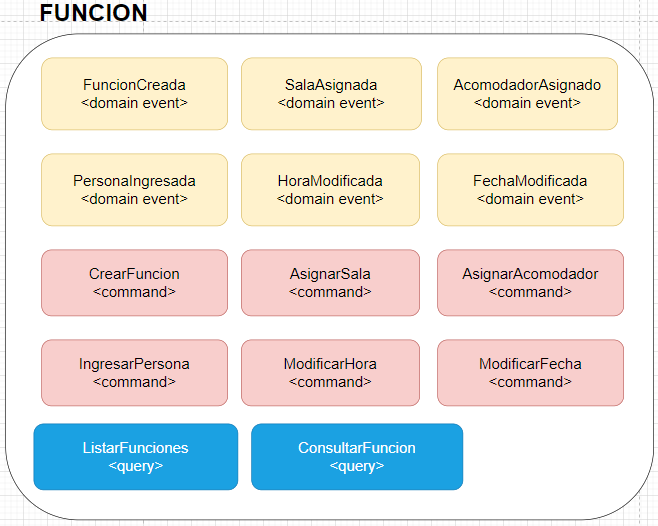 FUNCION
FuncionCreada
<domain event>
SalaAsignada
<domain event>
AcomodadorAsignado
<domain event>
PersonaIngresada
<domain event>
HoraModificada
<domain event>
FechaModificada
<domain event>
CrearFuncion
<command>
AsignarSala
<command>
AsignarAcomodador
<command>
IngresarPersona
<command>
ModificarHora
<command>
ModificarFecha
<command>
ListarFunciones
<query>
ConsultarFuncion
<query>